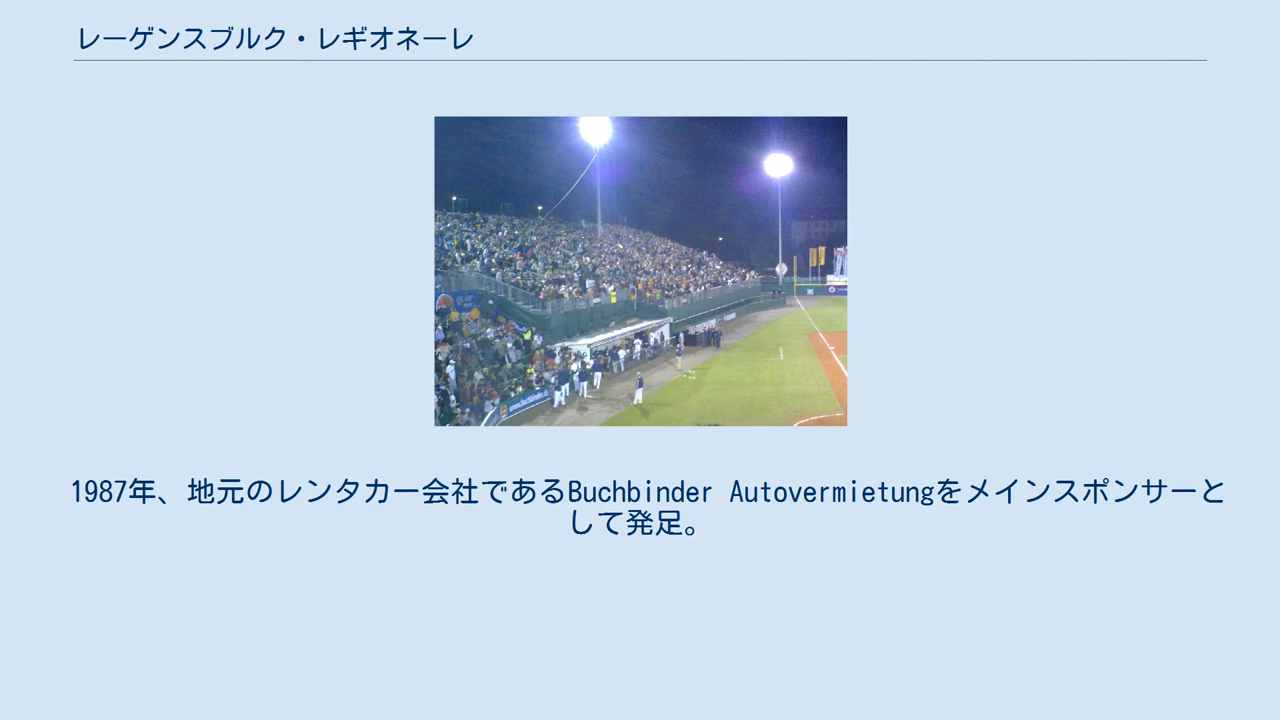 レーゲンスブルク・レギオネーレ
www.buchbinder.de
1987年、地元のレンタカー会社であるBuchbinder Autovermietungをメインスポンサーと
して発足。